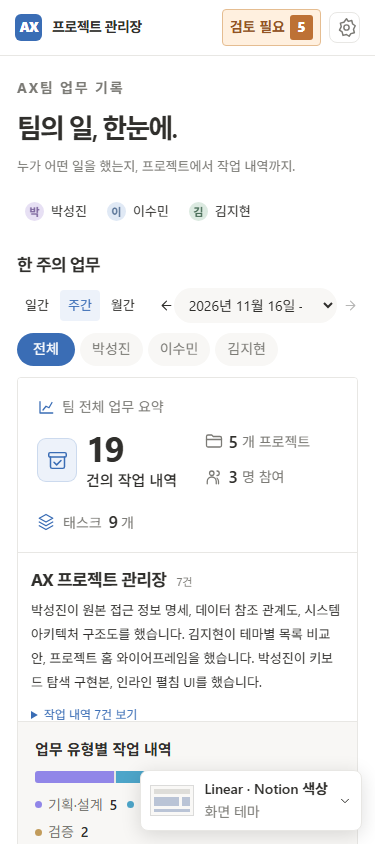 AX 프로젝트 관리장 검토 필요 5
AX팀 업무 기록
팀의 일, 한눈에.
누가 어떤 일을 했는지, 프로젝트에서 작업 내역까지.
박 박성진 이 이수민 김 김지현
한 주의 업무
일간 주간 월간 ← 2026년 11월 16일 - →
전체 박성진 이수민 김지현
팀 전체 업무 요약
19
건의 작업 내역
5 개 프로젝트
3 명 참여
태스크 9 개
AX 프로젝트 관리장 7건
박성진이 원본 접근 정보 명세, 데이터 참조 관계도, 시스템
아키텍처 구조도를 했습니다. 김지현이 테마별 목록 비교
안, 프로젝트 홈 와이어프레임을 했습니다. 박성진이 키보
드 탐색 구현본, 인라인 펼침 UI를 했습니다.
▶ 작업 내역 7건 보기
업무 유형별 작업 내역
기획·설계 5
검증 2
Linear · Notion 색상
화면 테마